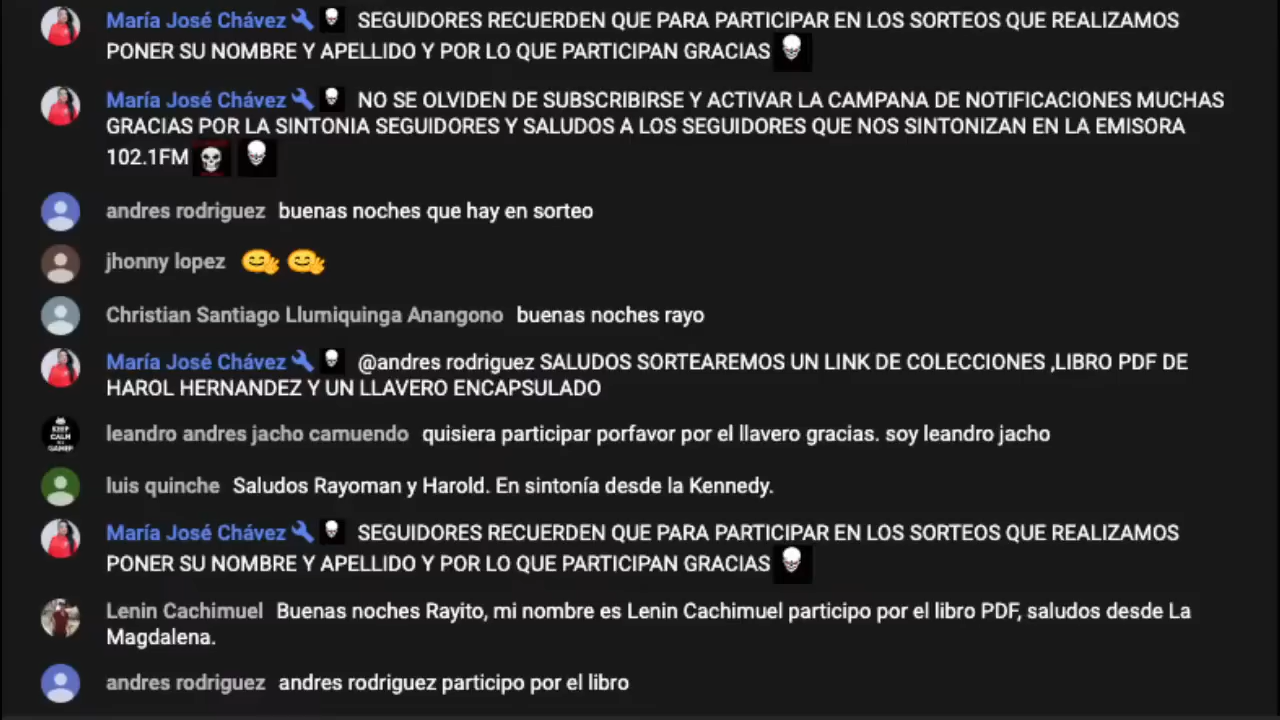 María José Chávez SEGUIDORES RECUERDEN QUE PARA PARTICIPAR EN LOS SORTEOS QUE REALIZAMOS
PONER SU NOMBRE Y APELLIDO Y POR LO QUE PARTICIPAN GRACIAS
María José Chávez NO SE OLVIDEN DE SUBSCRIBIRSE Y ACTIVAR LA CAMPANA DE NOTIFICACIONES MUCHAS
GRACIAS POR LA SINTONIA SEGUIDORES Y SALUDOS A LOS SEGUIDORES QUE NOS SINTONIZAN EN LA EMISORA
102.1FM
andres rodriguez buenas noches que hay en sorteo
jhonny lopez 😊👋 😊👋
Christian Santiago Llumiquinga Anangono buenas noches rayo
María José Chávez @andres rodriguez SALUDOS SORTEAREMOS UN LINK DE COLECCIONES ,LIBRO PDF DE
HAROL HERNANDEZ Y UN LLAVERO ENCAPSULADO
KEEP
CALM
GAMER
leandro andres jacho camuendo quisiera participar porfavor por el llavero gracias. soy leandro jacho
luis quinche Saludos Rayoman y Harold. En sintonía desde la Kennedy.
María José Chávez SEGUIDORES RECUERDEN QUE PARA PARTICIPAR EN LOS SORTEOS QUE REALIZAMOS
PONER SU NOMBRE Y APELLIDO Y POR LO QUE PARTICIPAN GRACIAS
Lenin Cachimuel Buenas noches Rayito, mi nombre es Lenin Cachimuel participo por el libro PDF, saludos desde La
Magdalena.
andres rodriguez andres rodriguez participo por el libro